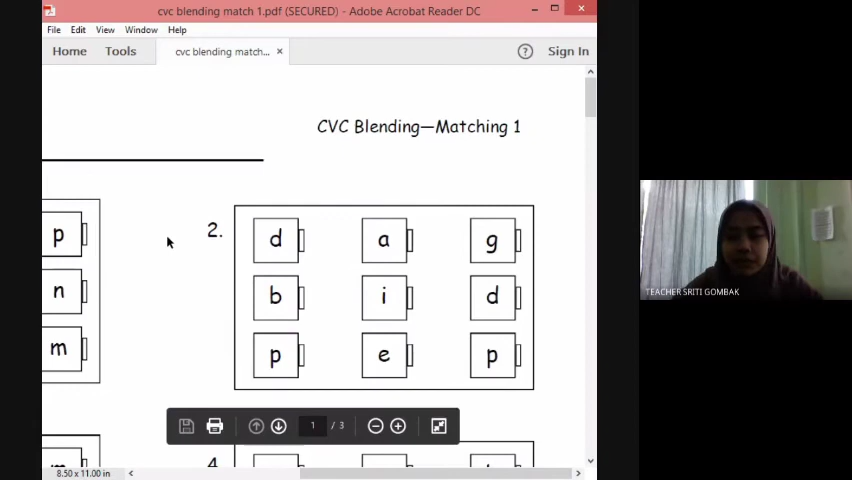 cvc blending match 1.pdf (SECURED) - Adobe Acrobat Reader DC
File Edit View Window Help
Home Tools cvc blending match... × ? Sign In
CVC Blending—Matching 1
2.
p d a g
n b i d
m p e p
1 / 3
4.
8.50 x 11.00 in
TEACHER SRITI GOMBAK